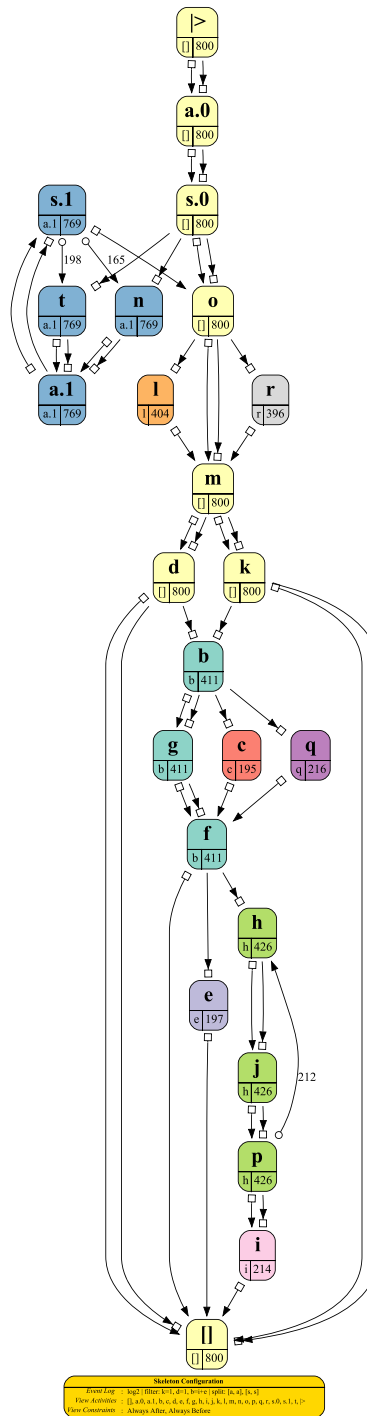 |>
[] 800
a.0
[] 800
s.1
a.1 769
s.0
[] 800
198
165
t
a.1 769
n
a.1 769
o
[] 800
a.1
a.1 769
l
l 404
r
r 396
m
[] 800
d
[] 800
k
[] 800
b
b 411
g
b 411
c
c 195
q
q 216
f
b 411
h
h 426
e
e 197
212
j
h 426
p
h 426
i
i 214
[]
[] 800
Skeleton Configuration
Event Log : log2 | filter: k=1, d=1, b=i+e | split: [a, a], [s, s]
View Activities : [], a.0, a.1, b, c, d, e, f, g, h, i, j, k, l, m, n, o, p, q, r, s.0, s.1, t, |>
View Constraints : Always After, Always Before